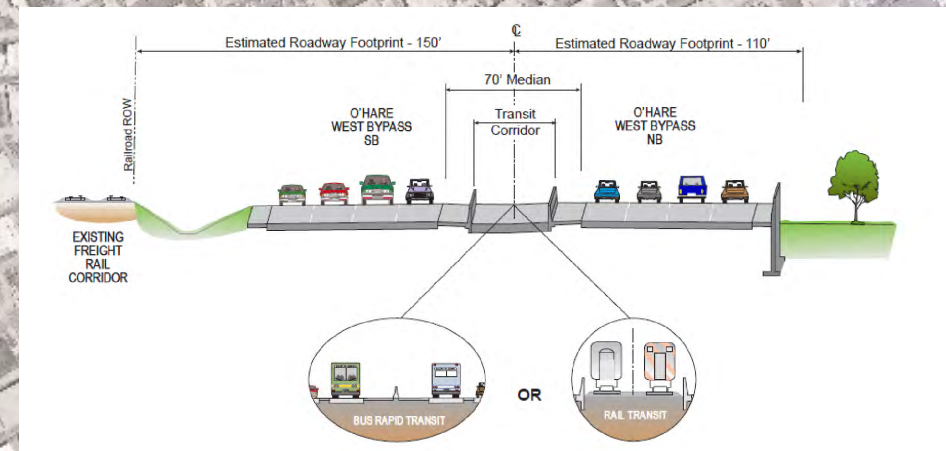 ℄
Estimated Roadway Footprint - 150'
Estimated Roadway Footprint - 110'
70' Median
Railroad ROW
O'HARE
WEST BYPASS
SB
Transit
Corridor
O'HARE
WEST BYPASS
NB
EXISTING
FREIGHT
RAIL
CORRIDOR
BUS RAPID TRANSIT
OR
RAIL TRANSIT